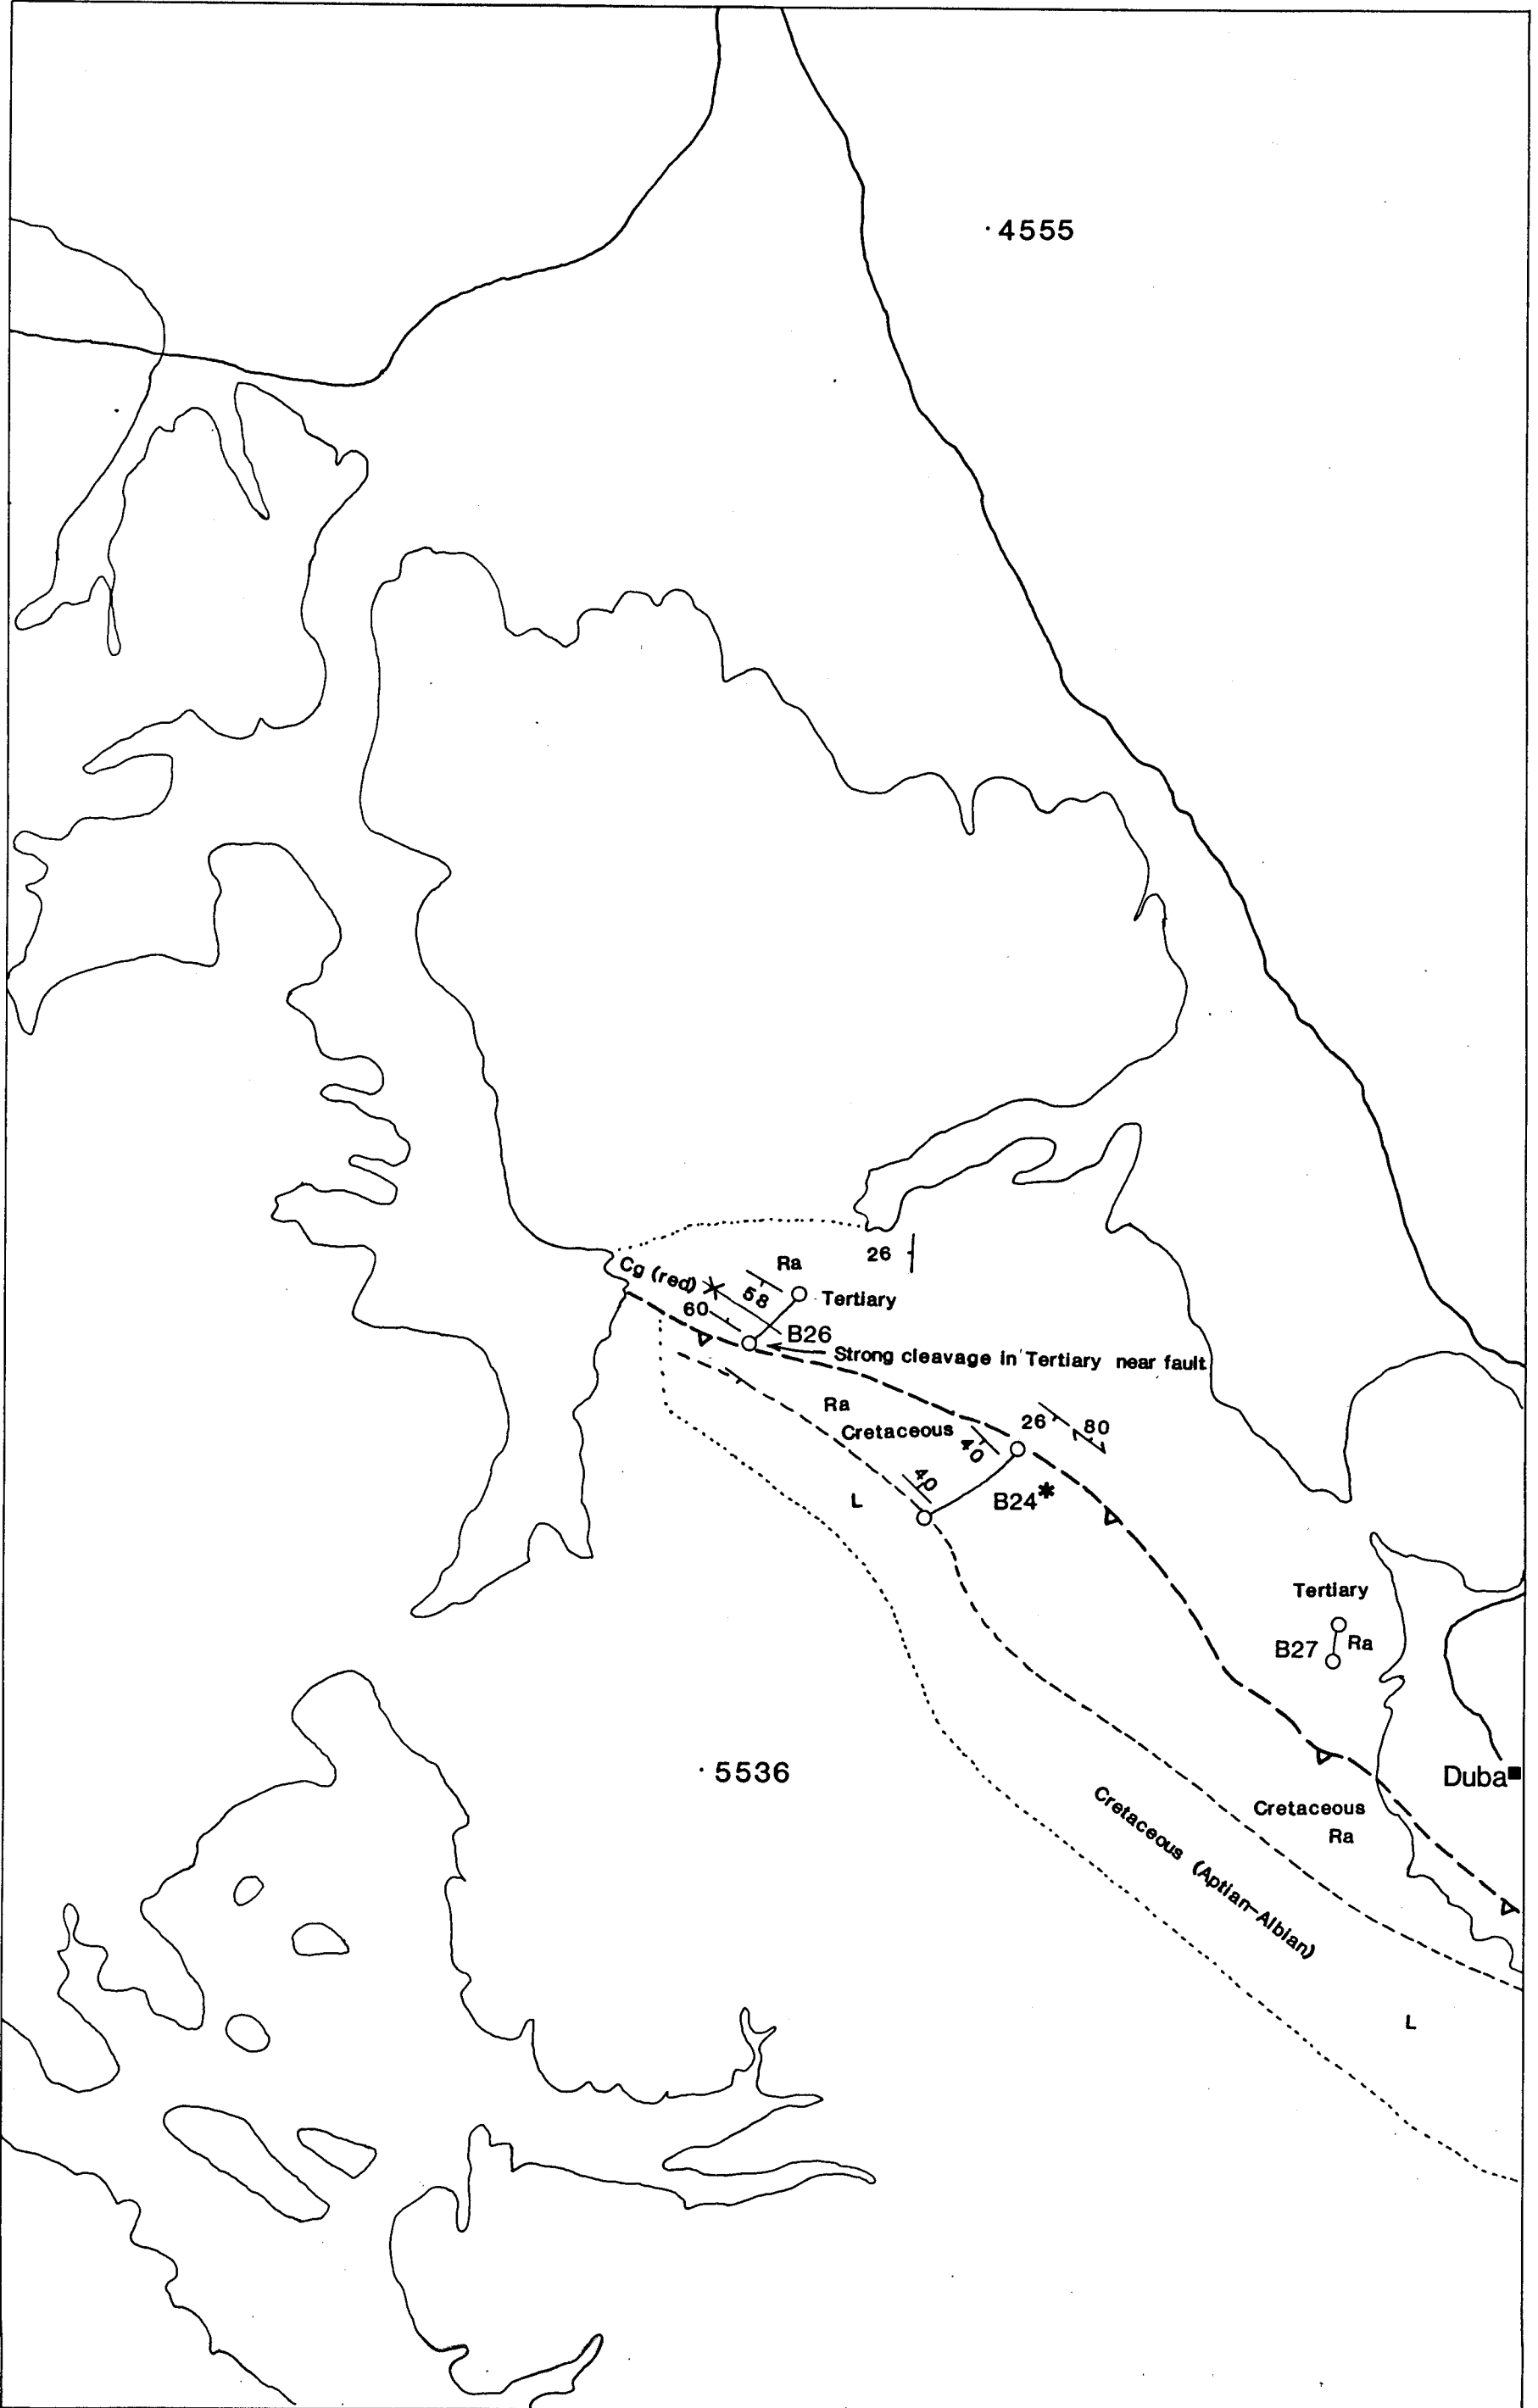 4555
26
Ra
Cg (red)
58
Tertiary
60
B26
Strong cleavage in Tertiary near fault
Ra
Cretaceous
26
80
40
40
L
B24*
Tertiary
B27
Ra
5536
Duba
Cretaceous
Ra
Cretaceous (Aptian-Albian)
L